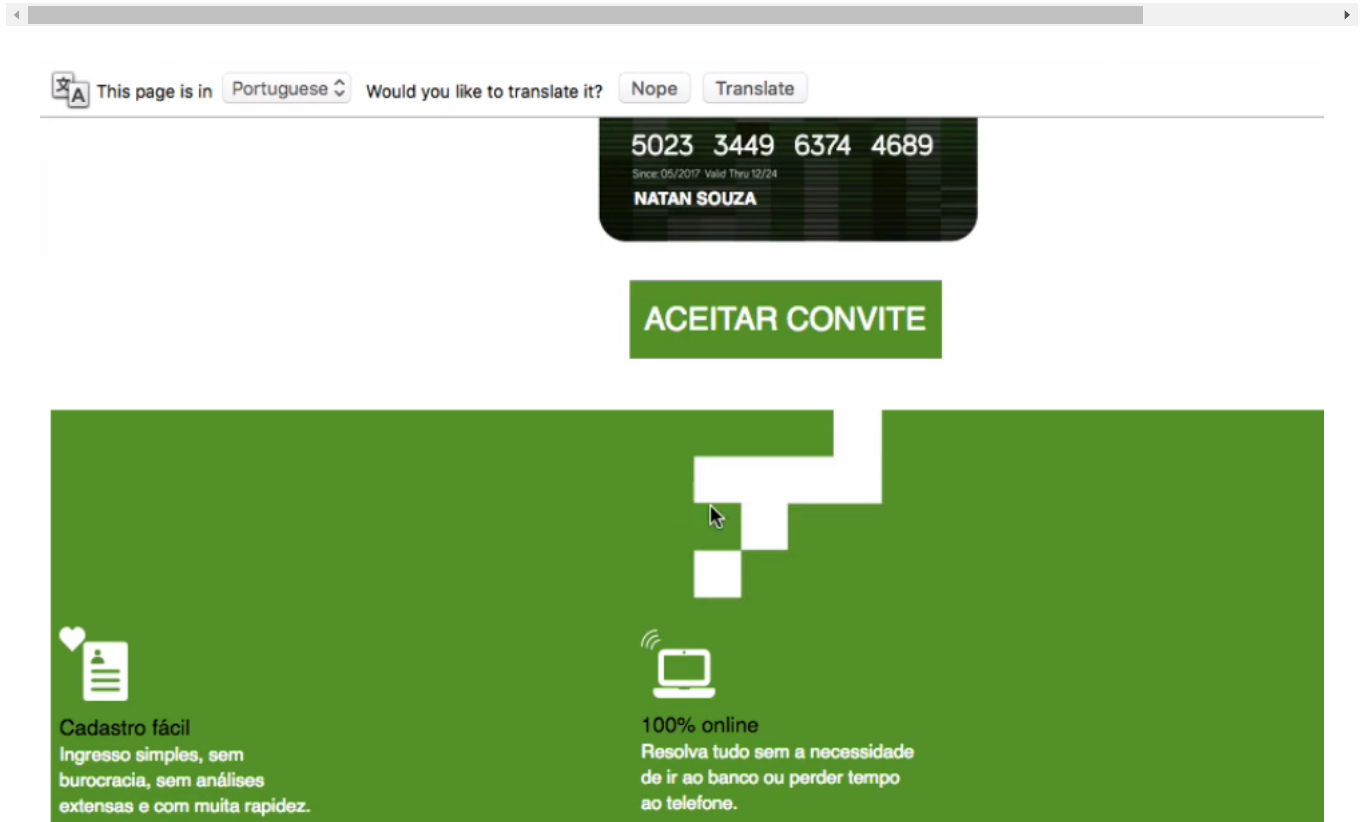 This page is in Portuguese Would you like to translate it? Nope Translate
5023 3449 6374 4689
Since: 05/2017 Valid Thru 12/24
NATAN SOUZA
ACEITAR CONVITE
Cadastro fácil
Ingresso simples, sem
burocracia, sem análises
extensas e com muita rapidez.
100% online
Resolva tudo sem a necessidade
de ir ao banco ou perder tempo
ao telefone.